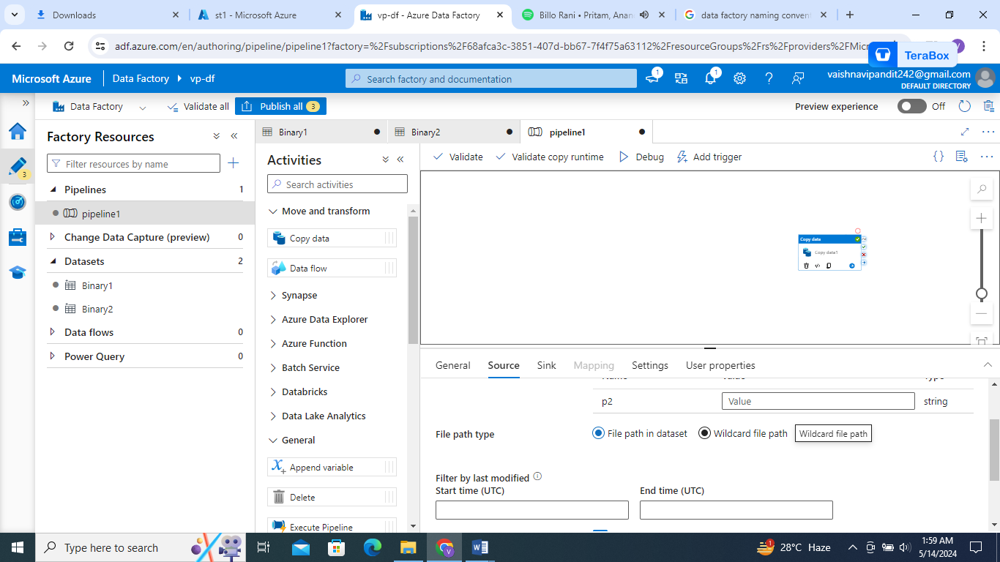 Downloads
st1 - Microsoft Azure
vp-df - Azure Data Factory
Billo Rani • Pritam, Anan
data factory naming convent
adf.azure.com/en/authoring/pipeline/pipeline1?factory=%2Fsubscriptions%2F68afca3c-3851-407d-bb67-7f4f75a63112%2FresourceGroups%2Frs%2Fproviders%2FMicr
V
TeraBox
Microsoft Azure
Data Factory
vp-df
Search factory and documentation
1
1
vaishnavipandit242@gmail.com
DEFAULT DIRECTORY
Data Factory
Validate all
Publish all
3
Preview experience
Off
3
Factory Resources
Filter resources by name
Pipelines 1
pipeline1
Change Data Capture (preview) 0
Datasets 2
Binary1
Binary2
Data flows 0
Power Query 0
Binary1
Binary2
pipeline1
Activities
Search activities
Move and transform
Copy data
Data flow
Synapse
Azure Data Explorer
Azure Function
Batch Service
Databricks
Data Lake Analytics
General
Append variable
Delete
Execute Pipeline
Validate
Validate copy runtime
Debug
Add trigger
Copy data
Copy data1
General
Source
Sink
Mapping
Settings
User properties
Name Value Type
p2 Value string
File path type
File path in dataset
Wildcard file path
Wildcard file path
Filter by last modified
Start time (UTC)
End time (UTC)
Type here to search
V
W
1
28°C Haze
1:59 AM
5/14/2024